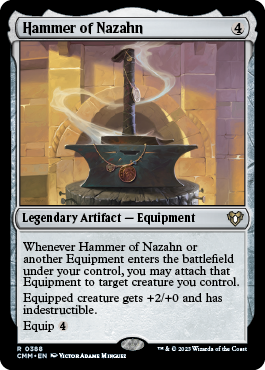 Hammer of Nazahn 4
Legendary Artifact — Equipment
Whenever Hammer of Nazahn or
another Equipment enters the battlefield
under your control, you may attach that
Equipment to target creature you control.
Equipped creature gets +2/+0 and has
indestructible.
Equip 4
R 0388
CMM • EN Victor Adame Minguez
™ & © 2023 Wizards of the Coast